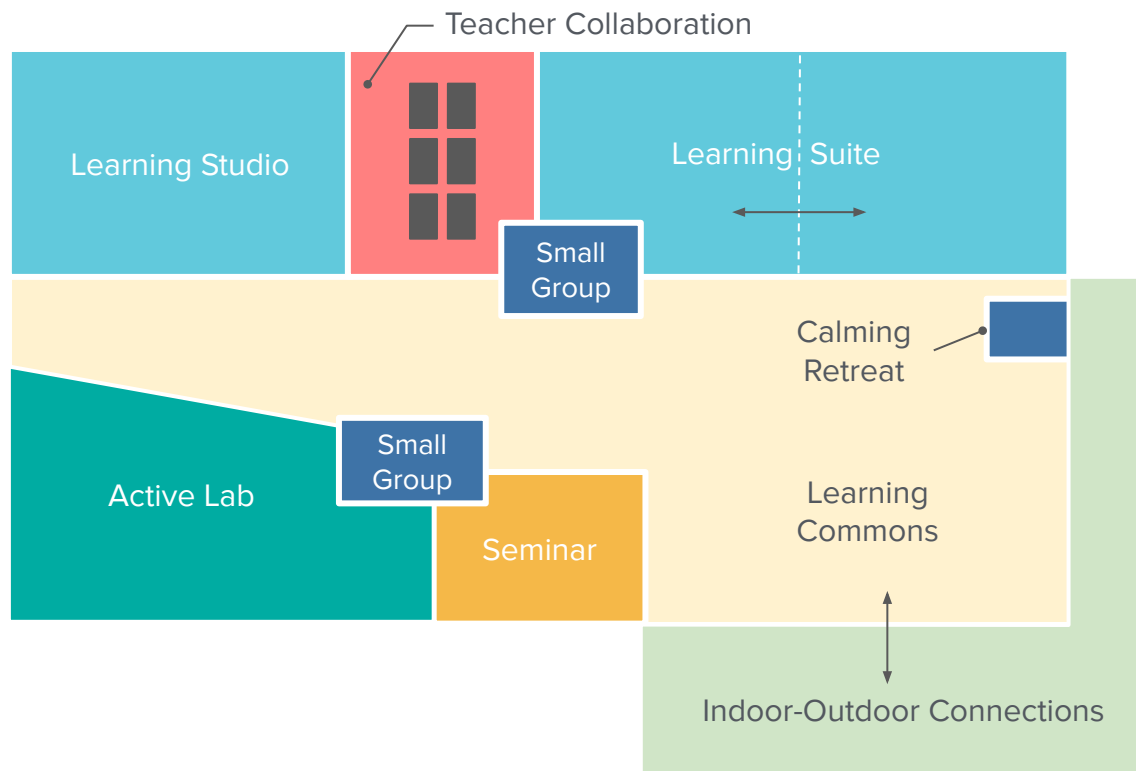 Teacher Collaboration
Learning Studio
Learning Suite
Small
Group
Calming
Retreat
Small
Group
Active Lab
Seminar
Learning
Commons
Indoor-Outdoor Connections